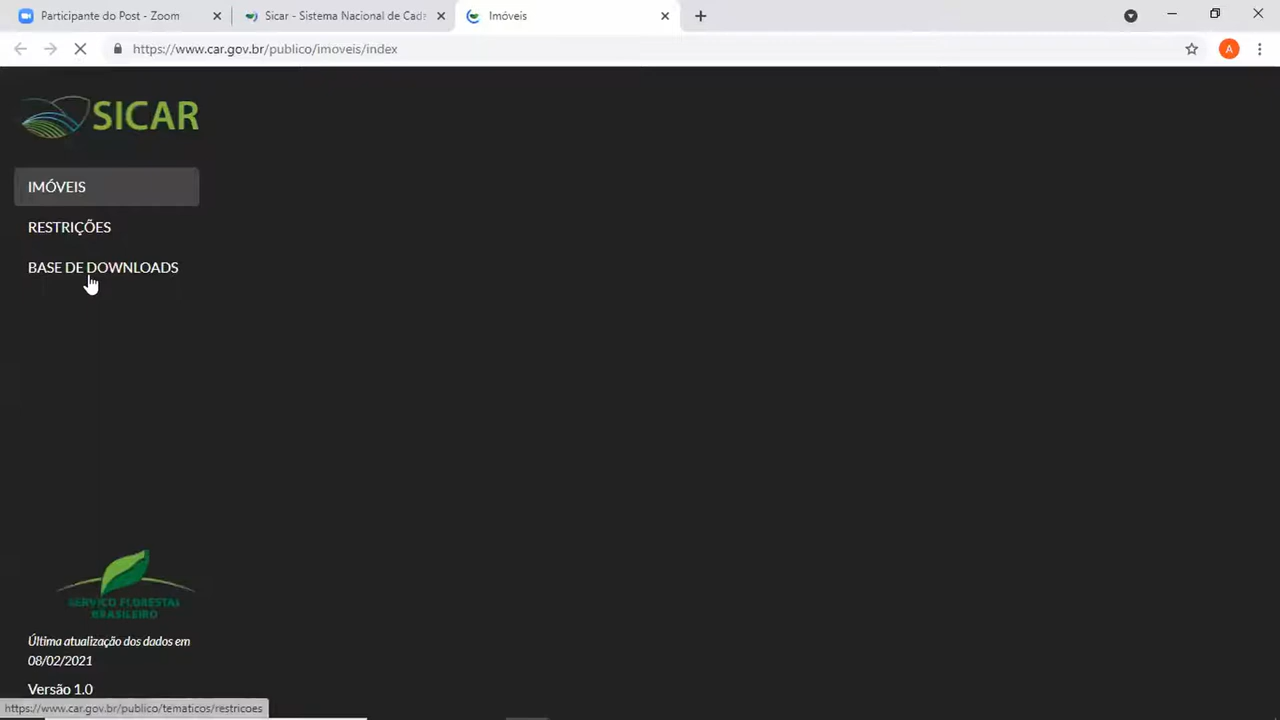 Participante do Post - Zoom
Sicar - Sistema Nacional de Cada
Imóveis
https://www.car.gov.br/publico/imoveis/index
A
SICAR
IMÓVEIS
RESTRIÇÕES
BASE DE DOWNLOADS
SERVIÇO FLORESTAL
BRASILEIRO
Última atualização dos dados em
08/02/2021
Versão 1.0
https://www.car.gov.br/publico/tematicos/restricoes